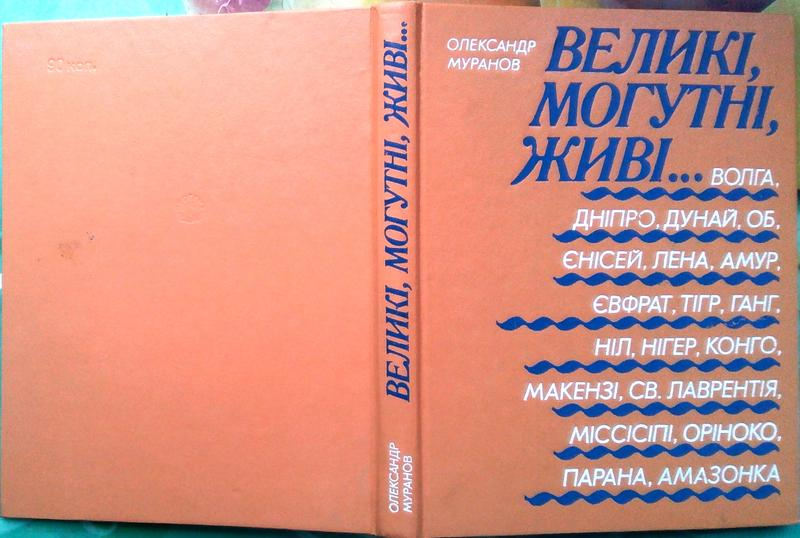 90 коп.
ВЕЛИКІ, МОГУТНІ, ЖИВІ...
ОЛЕКСАНДР
МУРАНОВ
ОЛЕКСАНДР
МУРАНОВ
ВЕЛИКІ,
МОГУТНІ,
ЖИВІ... ВОЛГА,
ДНІПРО, ДУНАЙ, ОБ,
ЄНІСЕЙ, ЛЕНА, АМУР,
ЄВФРАТ, ТІГР, ГАНГ,
НІЛ, НІГЕР, КОНГО,
МАКЕНЗІ, СВ. ЛАВРЕНТІЯ,
МІССІСІПІ, ОРІНОКО,
ПАРАНА, АМАЗОНКА